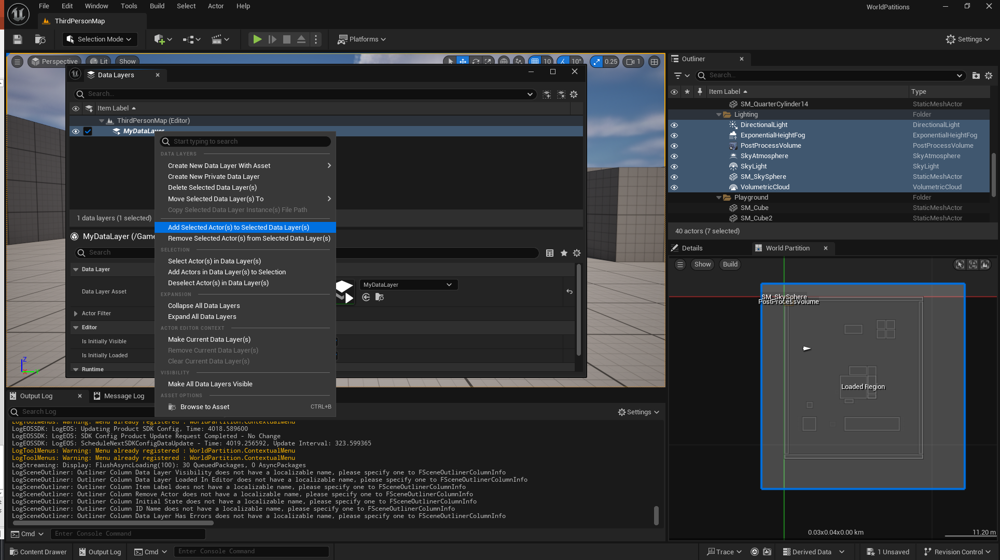 File Edit Window Tools Build Select Actor Help
WorldPatitions
ThirdPersonMap
Selection Mode
Platforms
Settings
Perspective Lit Show
10 10° 0.25 1
Data Layers
Search...
Item Label
ThirdPersonMap (Editor)
MyDataLayer
Start typing to search
DATA LAYERS
Create New Data Layer With Asset
Create New Private Data Layer
Delete Selected Data Layer(s)
Move Selected Data Layer(s) To
Copy Selected Data Layer Instance(s) File Path
Add Selected Actor(s) to Selected Data Layer(s)
Remove Selected Actor(s) from Selected Data Layer(s)
SELECTION
Select Actor(s) in Data Layer(s)
Add Actors in Data Layer(s) to Selection
Deselect Actor(s) in Data Layer(s)
EXPANSION
Collapse All Data Layers
Expand All Data Layers
ACTOR EDITOR CONTEXT
Make Current Data Layer(s)
Remove Current Data Layer(s)
Clear Current Data Layer(s)
VISIBILITY
Make All Data Layers Visible
ASSET OPTIONS
Browse to Asset CTRL+B
1 data layers (1 selected)
MyDataLayer (/Game
Search
Data Layer
Data Layer Asset
MyDataLayer
Actor Filter
Editor
Is Initially Visible
Is Initially Loaded
Runtime
Z
Outliner
Search...
Item Label Type
SM_QuarterCylinder14 StaticMeshActor
Lighting Folder
DirectionalLight DirectionalLight
ExponentialHeightFog ExponentialHeightFog
PostProcessVolume PostProcessVolume
SkyAtmosphere SkyAtmosphere
SkyLight SkyLight
SM_SkySphere StaticMeshActor
VolumetricCloud VolumetricCloud
Playground Folder
SM_Cube StaticMeshActor
SM_Cube2 StaticMeshActor
40 actors (7 selected)
Details
World Partition
Show Build
SM_SkySphere
PostProcessVolume
Loaded Region
0.03x0.04x0.00 km
11.20 m
Output Log
Message Log
Search Log
Settings
LogToolMenus: Warning: Menu already registered : WorldPartition.ContextualMenu
LogEOSSDK: LogEOS: Updating Product SDK Config, Time: 4018.589600
LogEOSSDK: LogEOS: SDK Config Product Update Request Completed - No Change
LogEOSSDK: LogEOS: ScheduleNextSDKConfigDataUpdate - Time: 4019.256592, Update Interval: 323.599365
LogToolMenus: Warning: Menu already registered : WorldPartition.ContextualMenu
LogToolMenus: Warning: Menu already registered : WorldPartition.ContextualMenu
LogStreaming: Display: FlushAsyncLoading(100): 30 QueuedPackages, 0 AsyncPackages
LogSceneOutliner: Outliner Column Data Layer Visibility does not have a localizable name, please specify one to FSceneOutlinerColumnInfo
LogSceneOutliner: Outliner Column Data Layer Loaded In Editor does not have a localizable name, please specify one to FSceneOutlinerColumnInfo
LogSceneOutliner: Outliner Column Item Label does not have a localizable name, please specify one to FSceneOutlinerColumnInfo
LogSceneOutliner: Outliner Column Remove Actor does not have a localizable name, please specify one to FSceneOutlinerColumnInfo
LogSceneOutliner: Outliner Column Initial State does not have a localizable name, please specify one to FSceneOutlinerColumnInfo
LogSceneOutliner: Outliner Column ID Name does not have a localizable name, please specify one to FSceneOutlinerColumnInfo
LogSceneOutliner: Outliner Column Data Layer Has Errors does not have a localizable name, please specify one to FSceneOutlinerColumnInfo
Cmd Enter Console Command
Content Drawer Output Log Cmd Enter Console Command
Trace Derived Data 1 Unsaved Revision Control